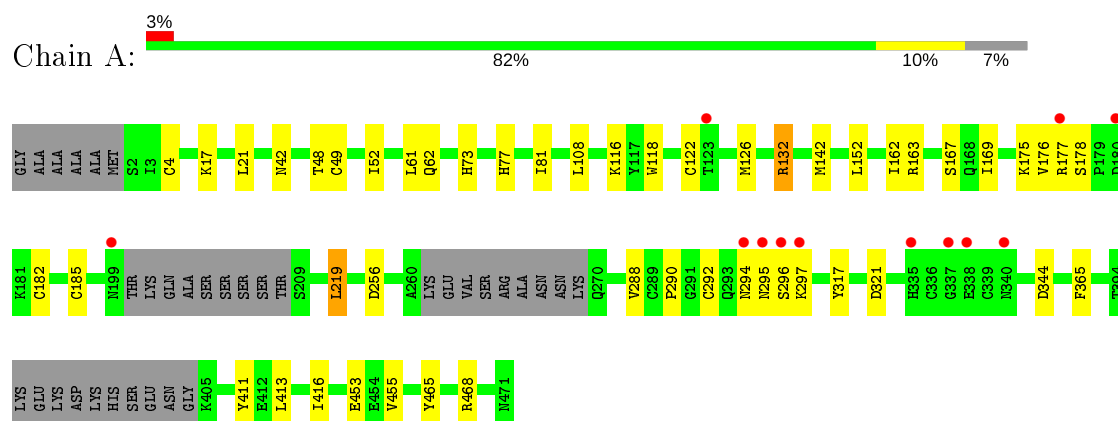 3%
Chain A:
82% 10% 7%
GLY ALA ALA ALA ALA MET S2 I3 C4 K17 L21 N42 T48 C49 I52 L61 Q62 H73 H77 I81 L108 K116 Y117 W118 C122 T123 M126 R132 M142 L152 I162 R163 S167 Q168 I169 K175 V176 R177 S178 P179 D180
K181 C182 C185 N199 THR LYS GLN ALA SER SER SER SER THR S209 L219 D256 A260 LYS GLU VAL SER ARG ALA ASN ASN LYS Q270 V288 C289 P290 G291 C292 Q293 N294 N295 S296 K297 Y317 D321 H335 C336 G337 E338 C339 N340 D344 F365 T394
LYS GLU LYS ASP LYS HIS SER GLU ASN GLY K405 Y411 E412 L413 I416 E453 E454 V455 Y465 R468 N471